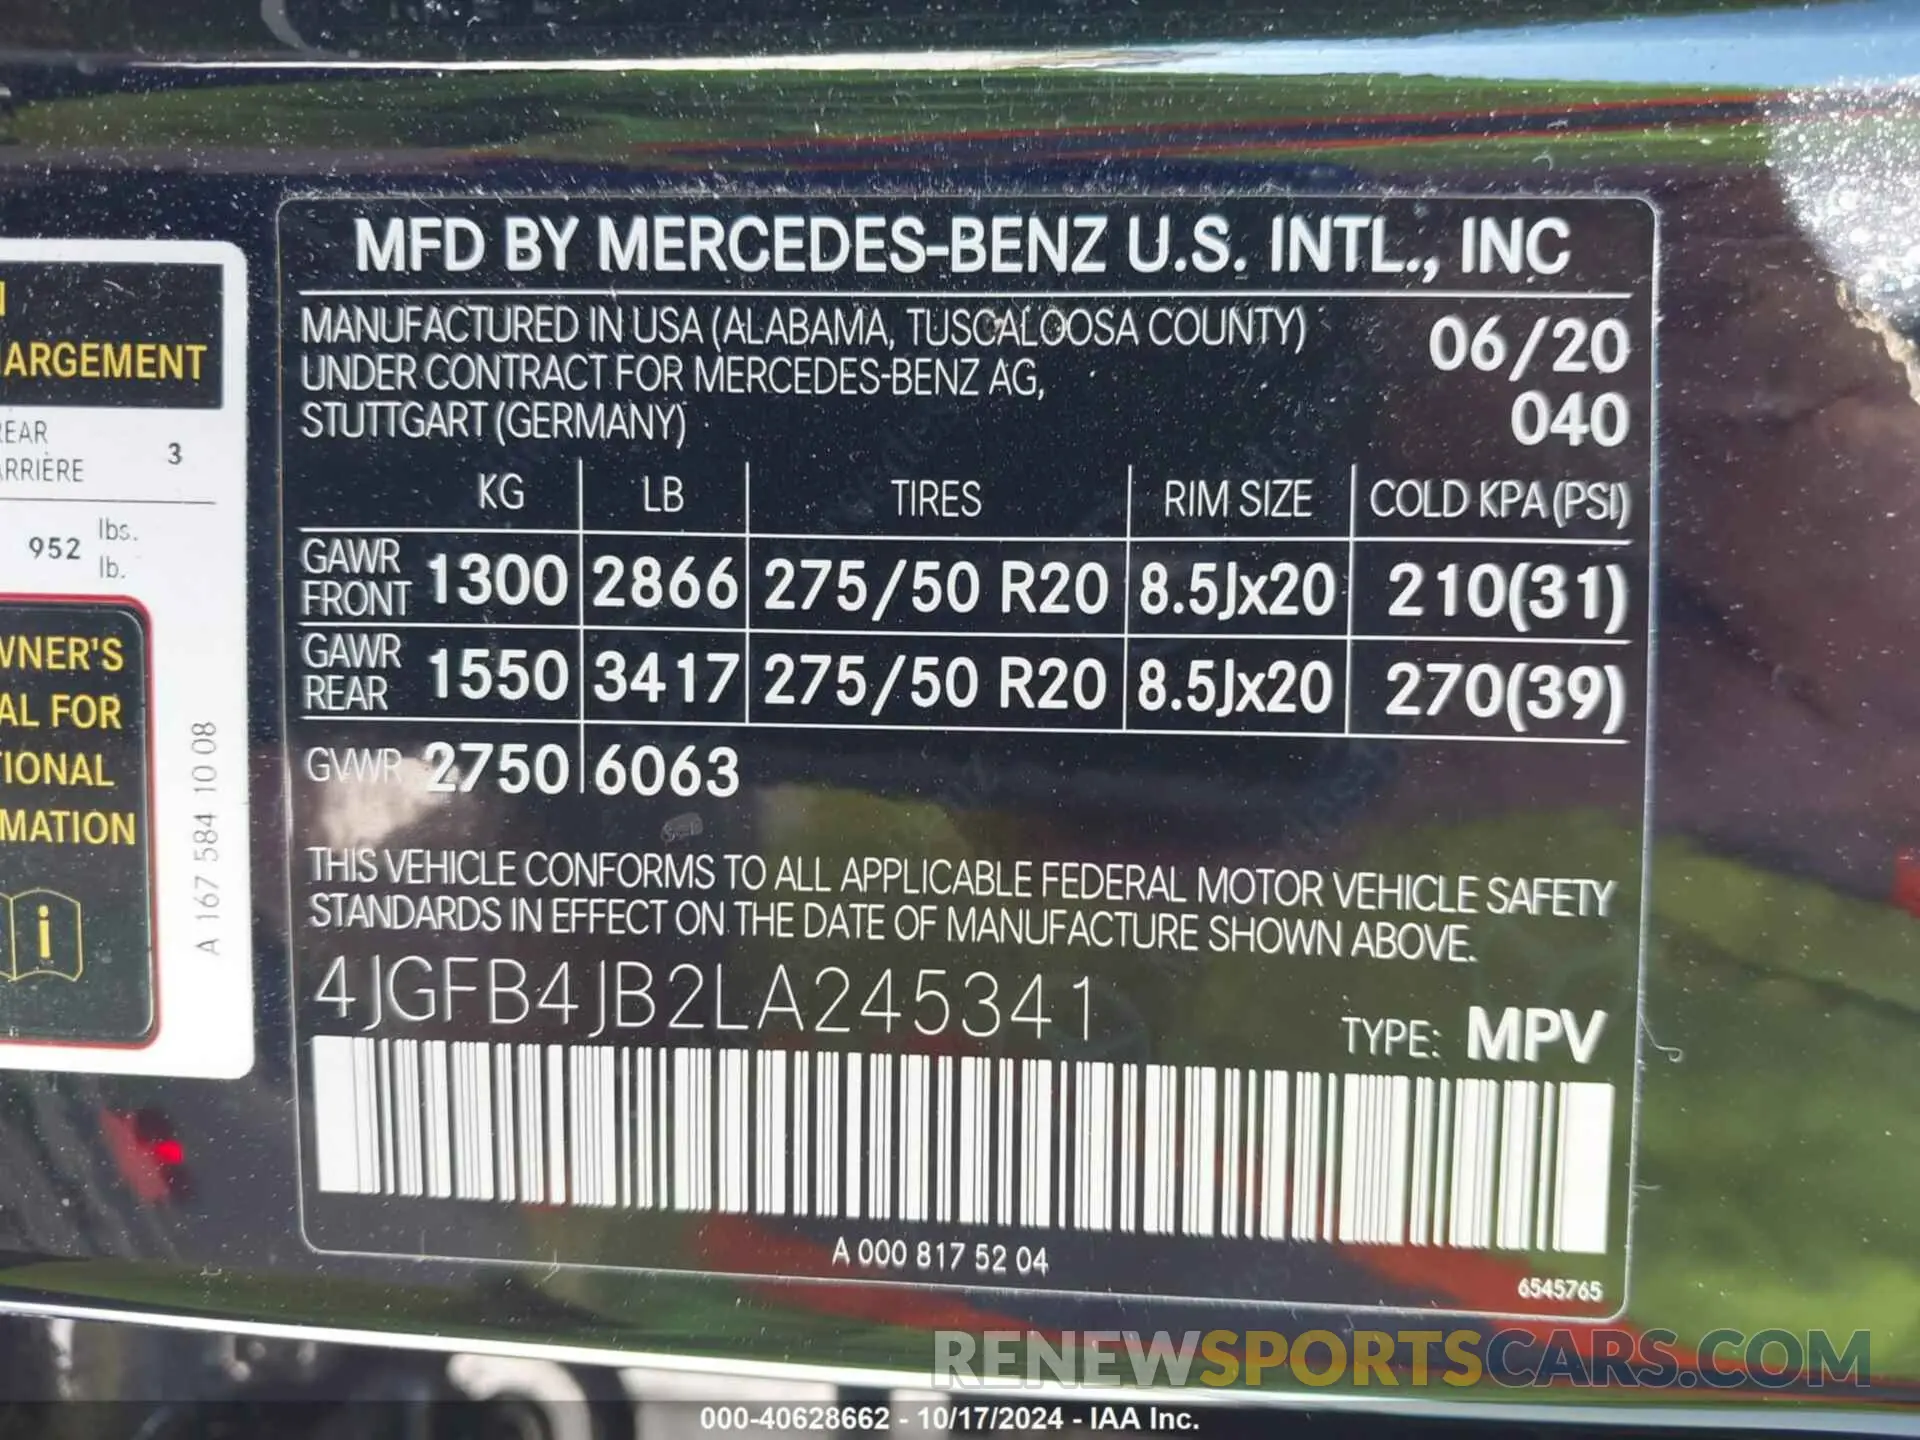 MFD BY MERCEDES-BENZ U.S. INTL., INC
MANUFACTURED IN USA (ALABAMA, TUSCALOOSA COUNTY)
UNDER CONTRACT FOR MERCEDES-BENZ AG,
STUTTGART (GERMANY)
06/20
040
KG LB TIRES RIM SIZE COLD KPA (PSI)
GAWR FRONT 1300 2866 275/50 R20 8.5Jx20 210(31)
GAWR REAR 1550 3417 275/50 R20 8.5Jx20 270(39)
GVWR 2750 6063
THIS VEHICLE CONFORMS TO ALL APPLICABLE FEDERAL MOTOR VEHICLE SAFETY
STANDARDS IN EFFECT ON THE DATE OF MANUFACTURE SHOWN ABOVE.
4JGFB4JB2LA245341
TYPE: MPV
A 000 817 52 04
6545765
ARGEMENT
EAR
RRIÈRE
3
952 lbs.
lb.
WNER'S
AL FOR
IONAL
MATION
i
A 167 584 10 08
RENEWSPORTSCARS.COM
000-40628662 - 10/17/2024 - IAA Inc.